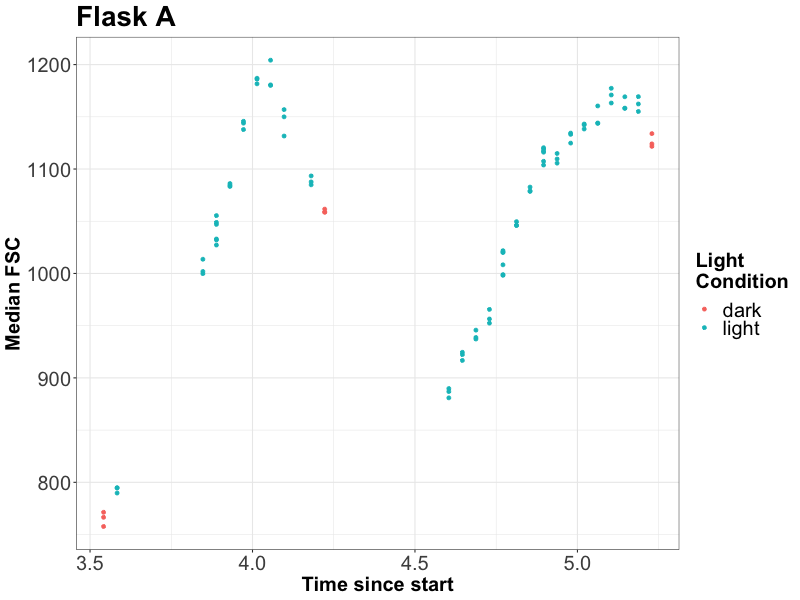 Flask A
1200
1100
1000
900
800
Median FSC
3.5
4.0
4.5
5.0
Time since start
Light
Condition
dark
light